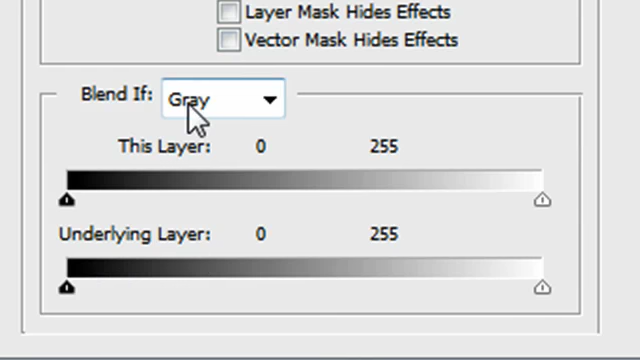 Layer Mask Hides Effects
Vector Mask Hides Effects
Blend If: Gray
This Layer: 0 255
Underlying Layer: 0 255